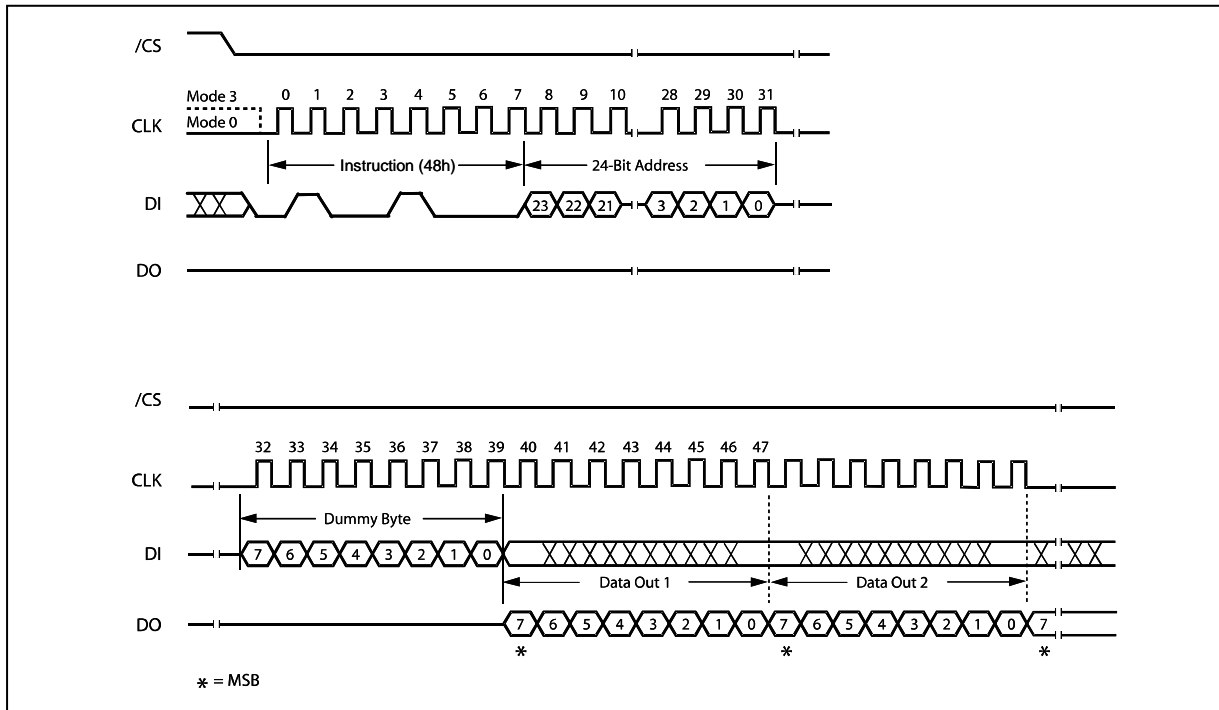 /CS
Mode 3
0 1 2 3 4 5 6 7 8 9 10 28 29 30 31
CLK
Mode 0
Instruction (48h) 24-Bit Address
DI 23 22 21 3 2 1 0
DO
/CS
32 33 34 35 36 37 38 39 40 41 42 43 44 45 46 47
CLK
Dummy Byte
DI 7 6 5 4 3 2 1 0
Data Out 1 Data Out 2
DO 7 6 5 4 3 2 1 0 7 6 5 4 3 2 1 0 7
* * *
* = MSB